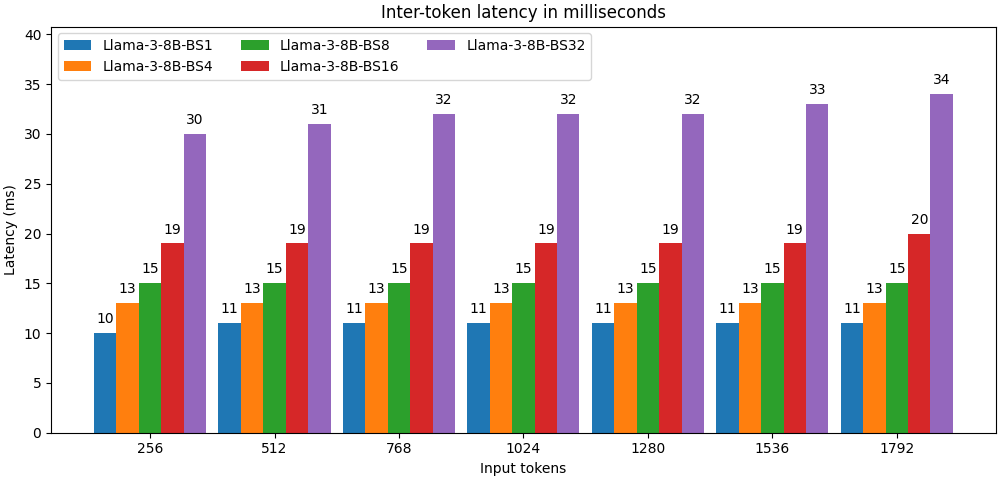 Inter-token latency in milliseconds
Llama-3-8B-BS1 Llama-3-8B-BS8 Llama-3-8B-BS32
Llama-3-8B-BS4 Llama-3-8B-BS16
Latency (ms)
40
35
30
25
20
15
10
5
0
10 13 15 19 30
11 13 15 19 31
11 13 15 19 32
11 13 15 19 32
11 13 15 19 32
11 13 15 19 33
11 13 15 20 34
256 512 768 1024 1280 1536 1792
Input tokens